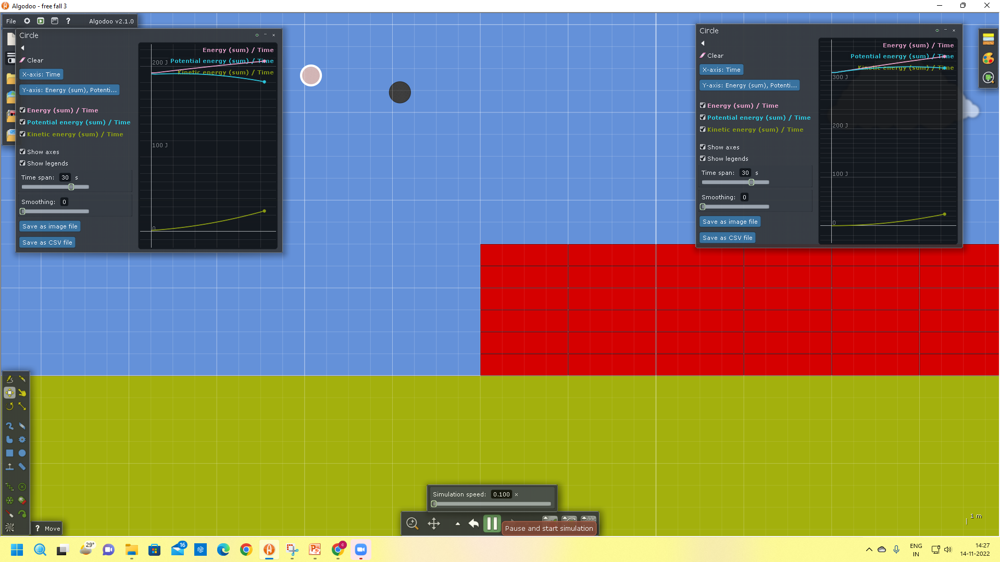 Algodoo - free fall 3
File
?
Algodoo v2.1.0
Circle
Clear
X-axis: Time
Y-axis: Energy (sum), Potenti...
Energy (sum) / Time
Potential energy (sum) / Time
Kinetic energy (sum) / Time
Show axes
Show legends
Time span: 30 s
Smoothing: 0
Save as image file
Save as CSV file
Energy (sum) / Time
Potential energy (sum) / Time
Kinetic energy (sum) / Time
200 J
100 J
0
Circle
Clear
X-axis: Time
Y-axis: Energy (sum), Potenti...
Energy (sum) / Time
Potential energy (sum) / Time
Kinetic energy (sum) / Time
Show axes
Show legends
Time span: 30 s
Smoothing: 0
Save as image file
Save as CSV file
Energy (sum) / Time
Potential energy (sum) / Time
Kinetic energy (sum) / Time
300 J
200 J
100 J
0
Simulation speed: 0.100 ×
Pause and start simulation
1 m
? Move
29°
16
C
ENG
IN
14:27
14-11-2022